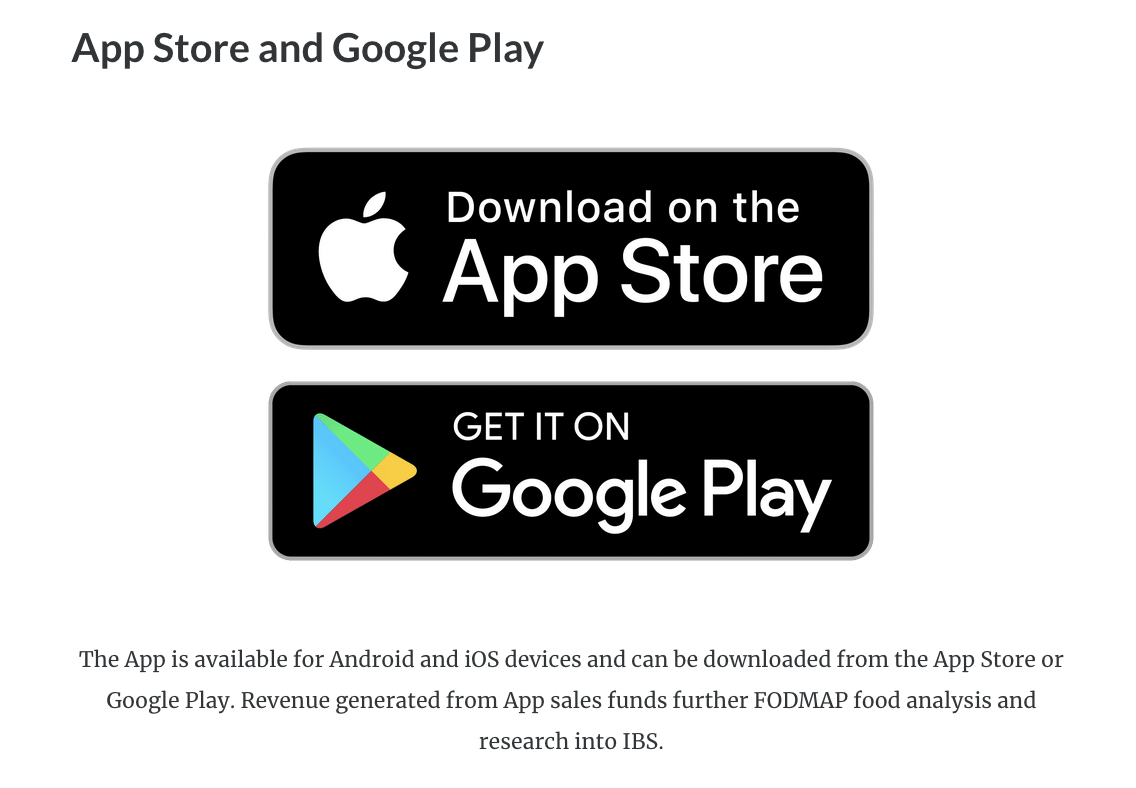 App Store and Google Play
Download on the
App Store
GET IT ON
Google Play
The App is available for Android and iOS devices and can be downloaded from the App Store or
Google Play. Revenue generated from App sales funds further FODMAP food analysis and
research into IBS.